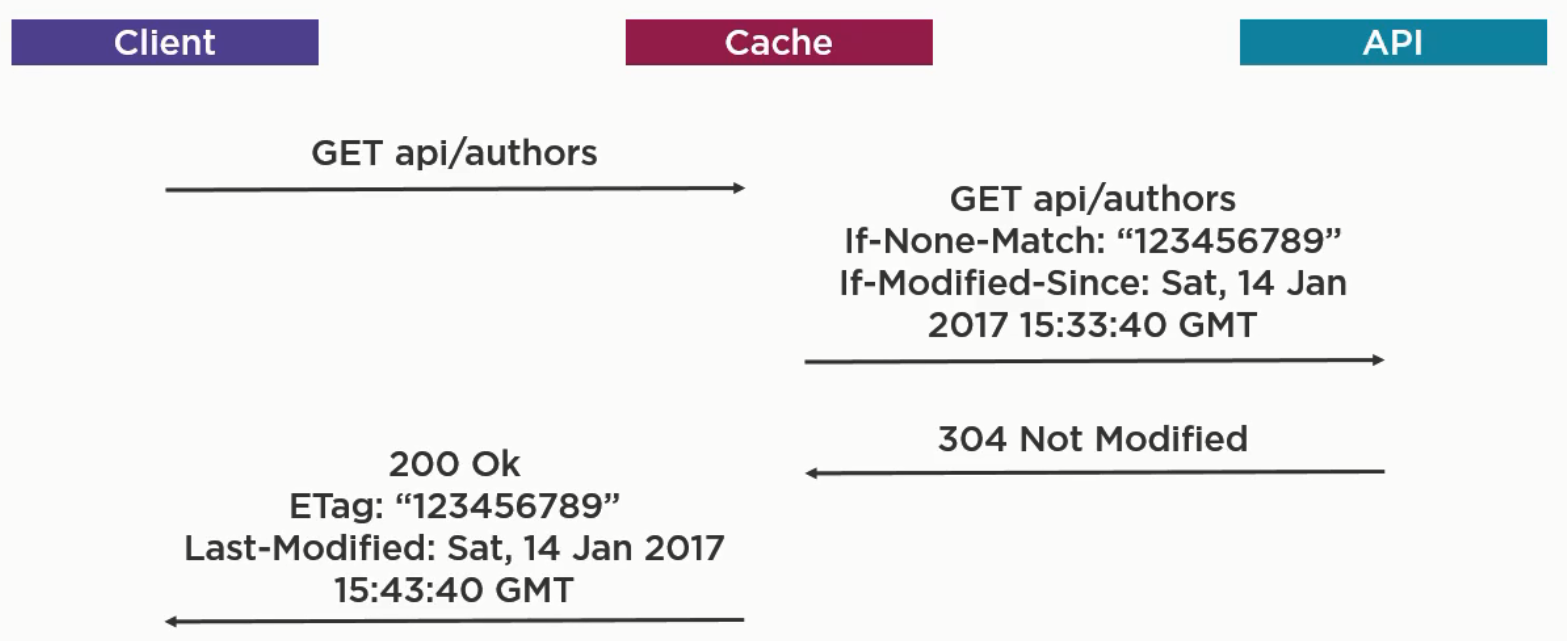 Client
Cache
API
GET api/authors
GET api/authors
If-None-Match: “123456789”
If-Modified-Since: Sat, 14 Jan
2017 15:33:40 GMT
304 Not Modified
200 Ok
ETag: “123456789”
Last-Modified: Sat, 14 Jan 2017
15:43:40 GMT